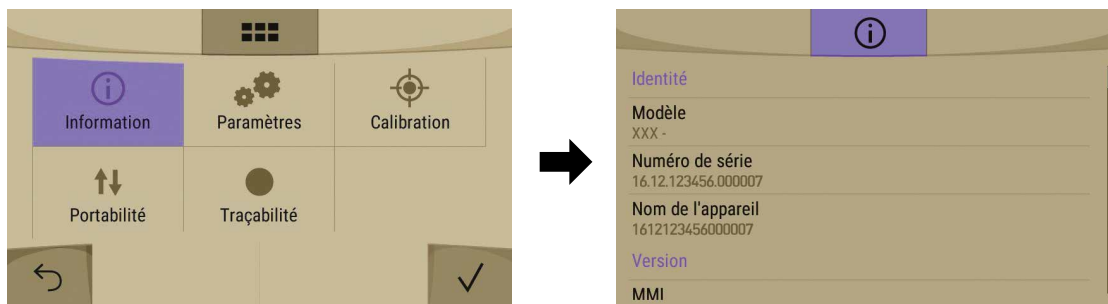 Information
Paramètres
Calibration
Portabilité
Traçabilité
Identité
Modèle
XXX -
Numéro de série
16.12.123456.000007
Nom de l'appareil
1612123456000007
Version
MMI